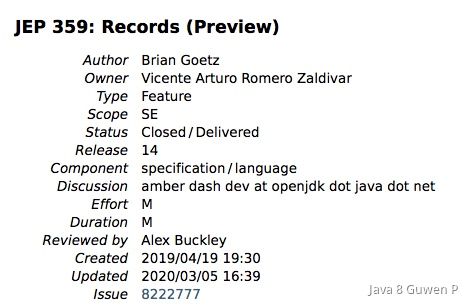 JEP 359: Records (Preview)
Author Brian Goetz
Owner Vicente Arturo Romero Zaldivar
Type Feature
Scope SE
Status Closed / Delivered
Release 14
Component specification / language
Discussion amber dash dev at openjdk dot java dot net
Effort M
Duration M
Reviewed by Alex Buckley
Created 2019/04/19 19:30
Updated 2020/03/05 16:39
Issue 8222777
Java 8 Guwen P